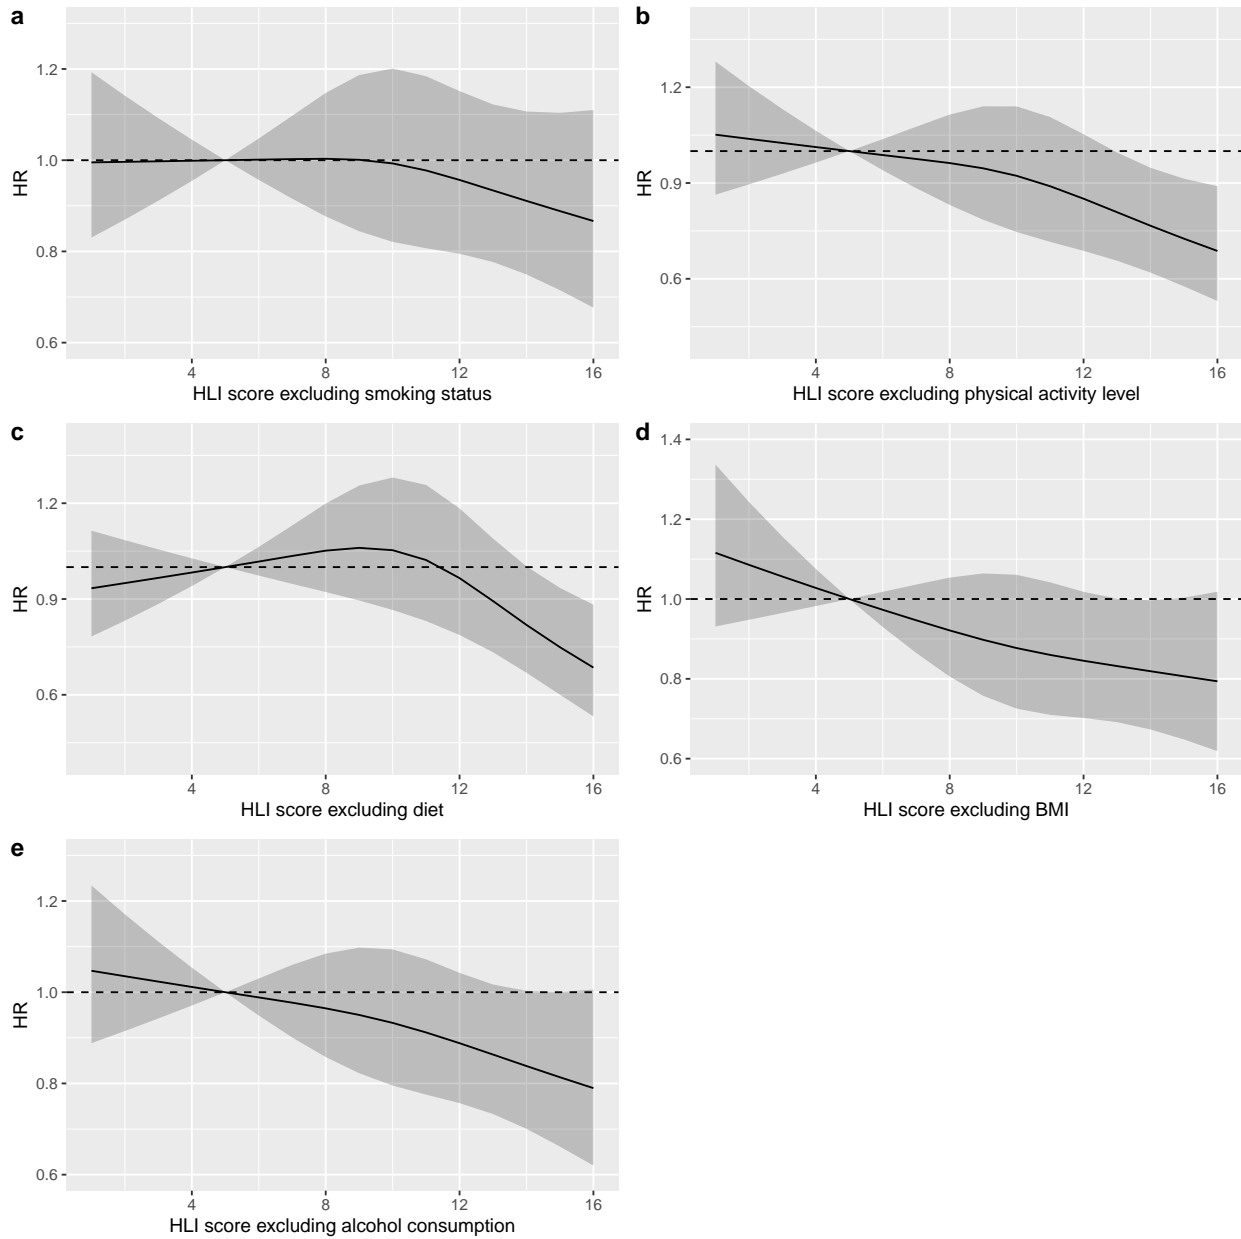 a
HR
1.2
1.0
0.8
0.6
4 8 12 16
HLI score excluding smoking status
b
HR
1.2
0.9
0.6
4 8 12 16
HLI score excluding physical activity level
c
HR
1.2
0.9
0.6
4 8 12 16
HLI score excluding diet
d
HR
1.4
1.2
1.0
0.8
0.6
4 8 12 16
HLI score excluding BMI
e
HR
1.2
1.0
0.8
0.6
4 8 12 16
HLI score excluding alcohol consumption